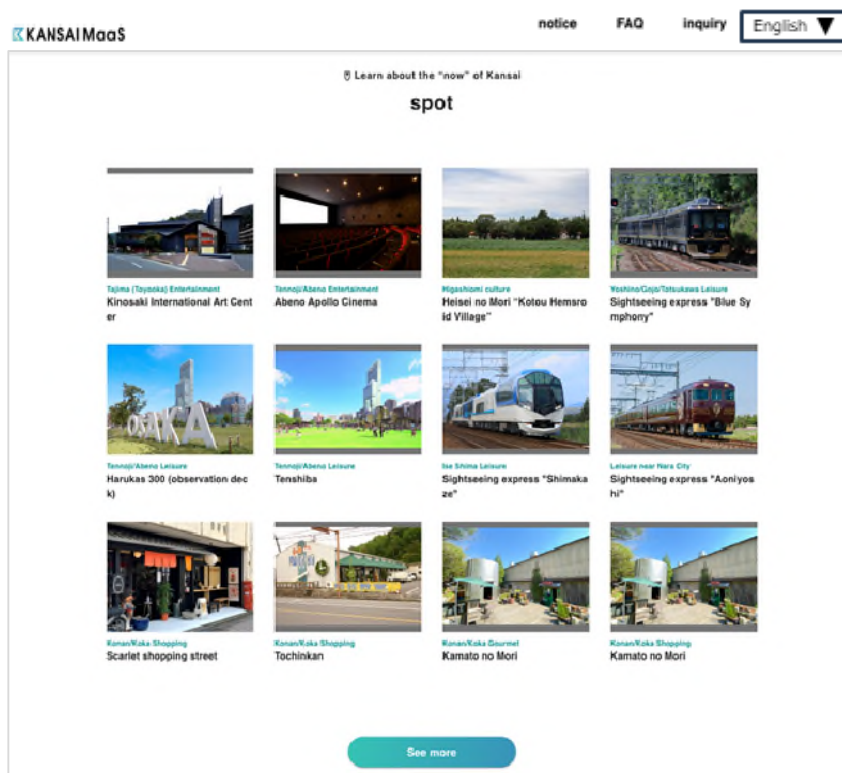 KANSAI MaaS
notice FAQ inquiry English ▼
Learn about the "now" of Kansai
spot
Tajima (Toyooka) Entertainment
Kinosaki International Art Cent
er
Tennoji/Abeno Entertainment
Abeno Apollo Cinema
Higashiomi culture
Heisei no Mori "Kotou Hemsro
id Village"
Yoshino/Gojo/Totsukawa Leisure
Sightseeing express "Blue Sy
mphony"
OSAKA
Tennoji/Abeno Leisure
Harukas 300 (observation dec
k)
Tennoji/Abeno Leisure
Tenshiba
Ise Shima Leisure
Sightseeing express "Shimaka
ze"
Leisure near Nara City
Sightseeing express "Aoniyos
hi"
Konan/Koka Shopping
Scarlet shopping street
Konan/Koka Shopping
Tochinkan
Konan/Koka Gourmet
Kamato no Mori
Konan/Koka Shopping
Kamato no Mori
See more